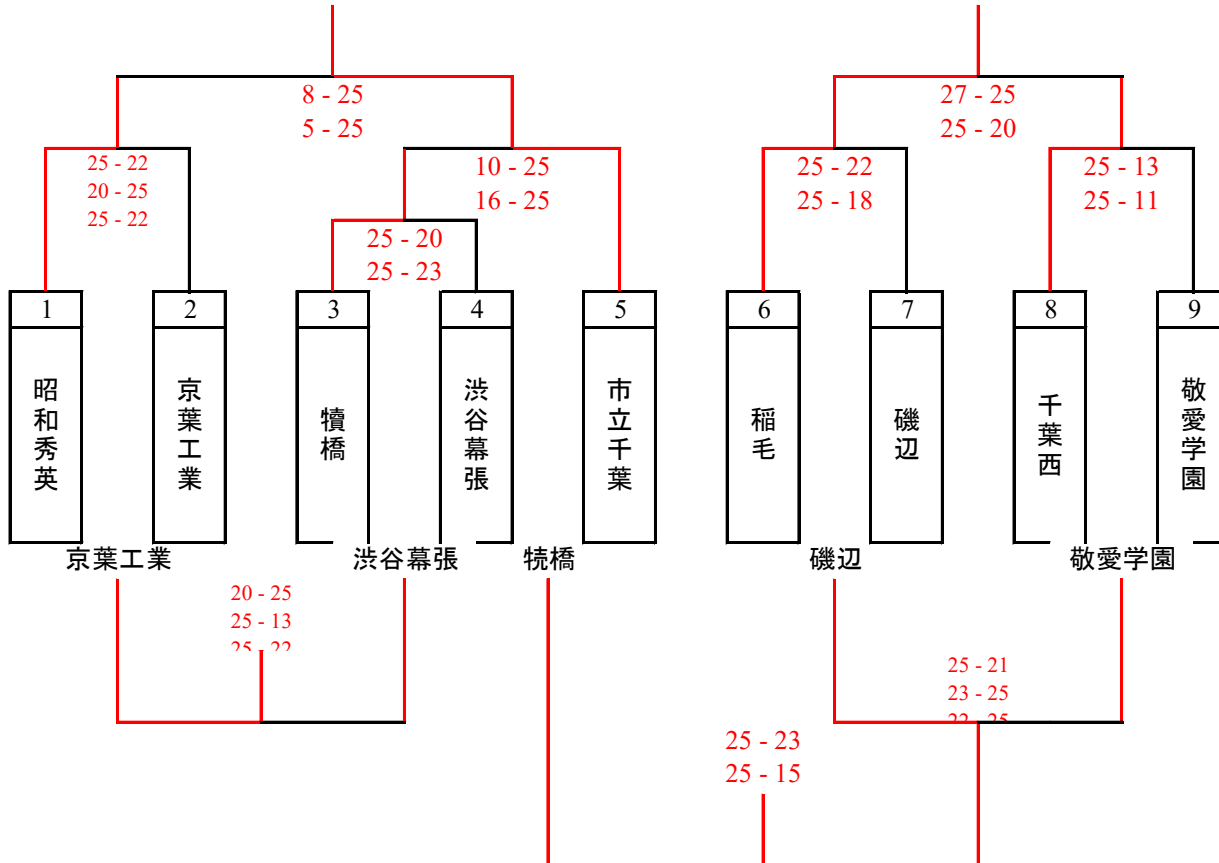 8 - 25
5 - 25
27 - 25
25 - 20
25 - 22
20 - 25
25 - 22
10 - 25
16 - 25
25 - 22
25 - 18
25 - 13
25 - 11
25 - 20
25 - 23
1
2
3
4
5
6
7
8
9
昭和秀英
京葉工業
犢橋
渋谷幕張
市立千葉
稲毛
磯辺
千葉西
敬愛学園
京葉工業
渋谷幕張
犢橋
磯辺
敬愛学園
20 - 25
25 - 13
25 - 22
25 - 21
23 - 25
22 - 25
25 - 23
25 - 15